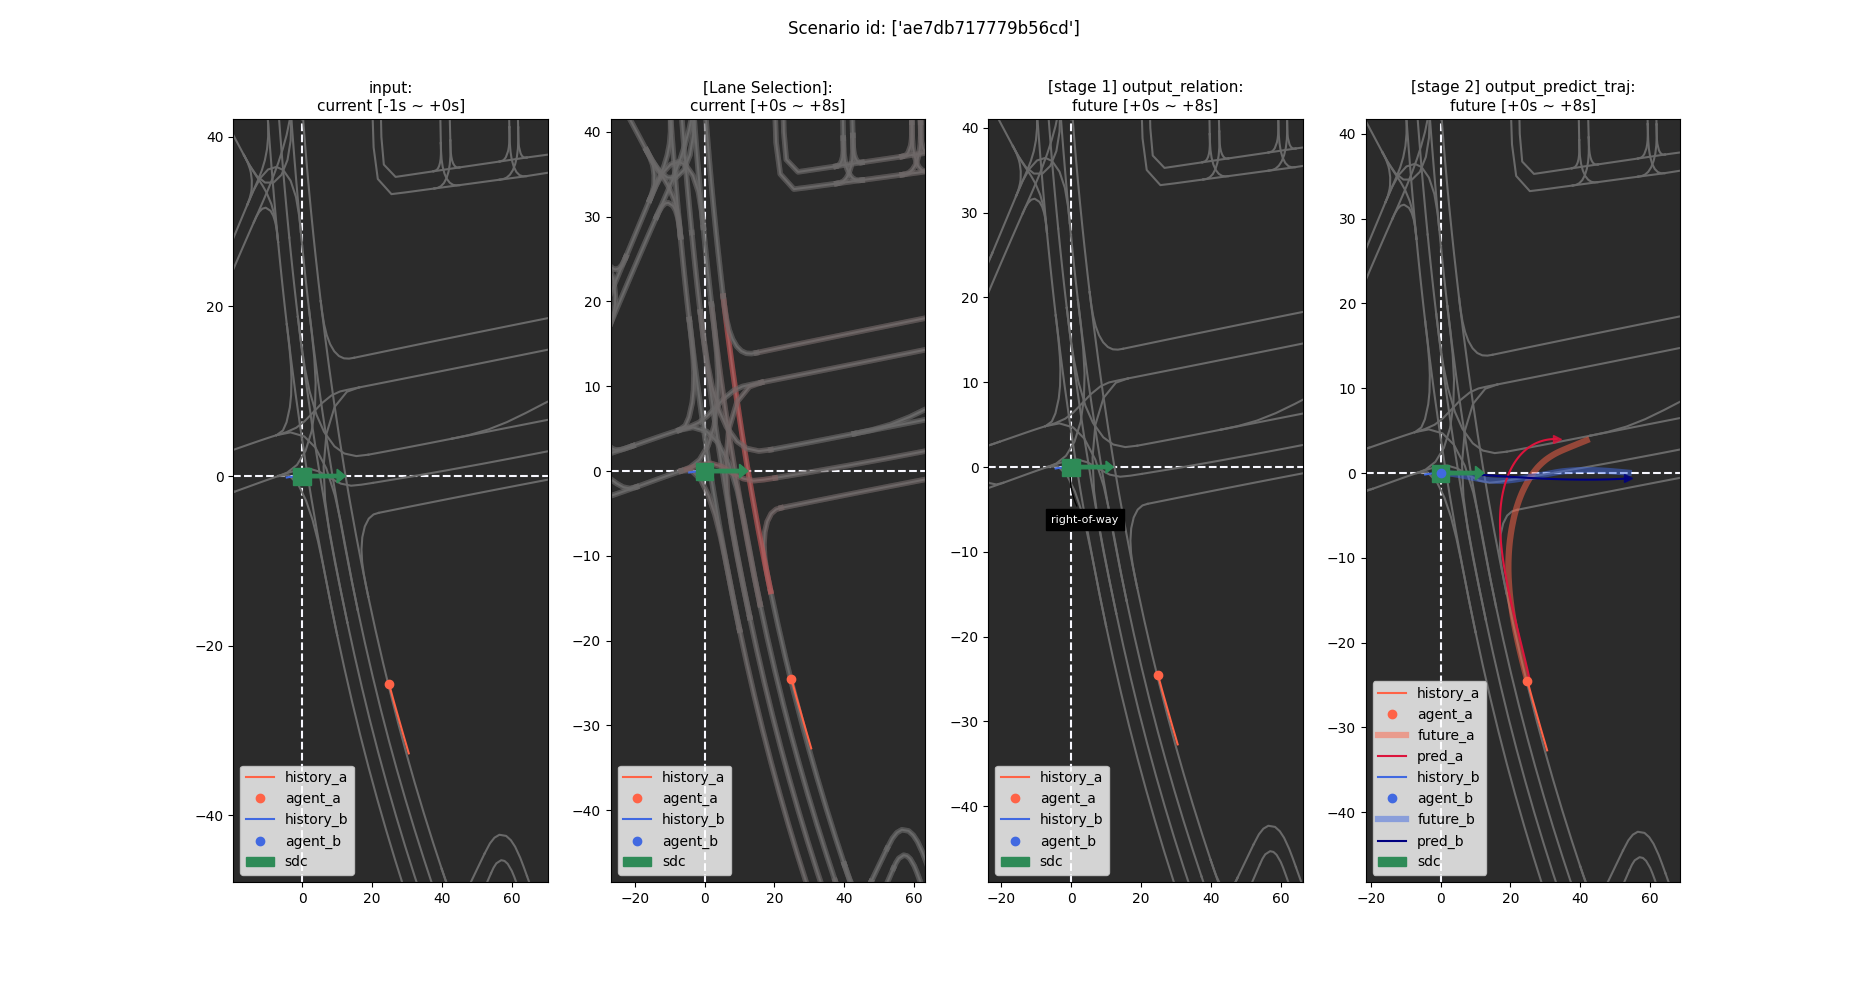 Scenario id: ['ae7db717779b56cd']
input:
current [-1s ~ +0s]
40
20
0
−20
−40
0
20
40
60
history_a
agent_a
history_b
agent_b
sdc
[Lane Selection]:
current [+0s ~ +8s]
40
30
20
10
0
−10
−20
−30
−40
−20
0
20
40
60
history_a
agent_a
history_b
agent_b
sdc
[stage 1] output_relation:
future [+0s ~ +8s]
40
30
20
10
0
−10
−20
−30
−40
−20
0
20
40
60
right-of-way
history_a
agent_a
history_b
agent_b
sdc
[stage 2] output_predict_traj:
future [+0s ~ +8s]
40
30
20
10
0
−10
−20
−30
−40
−20
0
20
40
60
history_a
agent_a
future_a
pred_a
history_b
agent_b
future_b
pred_b
sdc